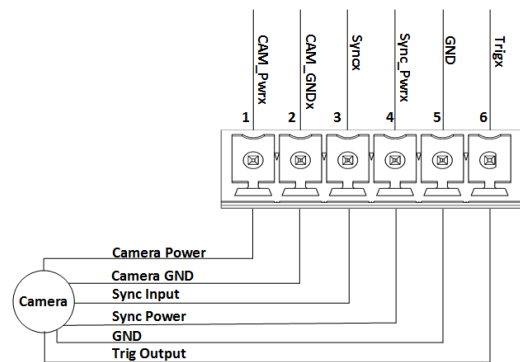 CAM_Pwrx
CAM_GNDx
Syncx
Sync_Pwrx
GND
Trigx
1 2 3 4 5 6
Camera Power
Camera GND
Sync Input
Camera
Sync Power
GND
Trig Output